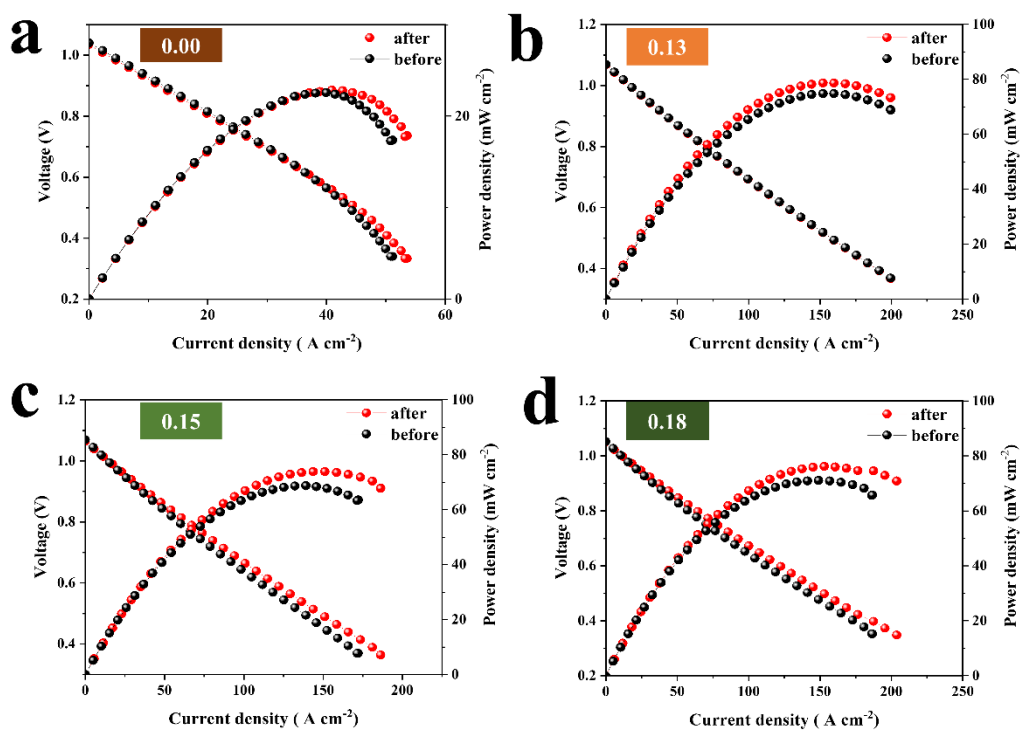 a
0.00
after
before
1.0
0.8
0.6
0.4
0.2
Voltage (V)
20
0
Power density (mW cm⁻²)
0
20
40
60
Current density ( A cm⁻²)
b
0.13
after
before
1.2
1.0
0.8
0.6
0.4
Voltage (V)
100
80
60
40
20
0
Power density (mW cm⁻²)
0
50
100
150
200
250
Current density ( A cm⁻²)
c
0.15
after
before
1.2
1.0
0.8
0.6
0.4
Voltage (V)
100
80
60
40
20
0
Power density (mW cm⁻²)
0
50
100
150
200
Current density ( A cm⁻²)
d
0.18
after
before
1.2
1.0
0.8
0.6
0.4
0.2
Voltage (V)
100
80
60
40
20
0
Power density (mW cm⁻²)
0
50
100
150
200
250
Current density ( A cm⁻²)